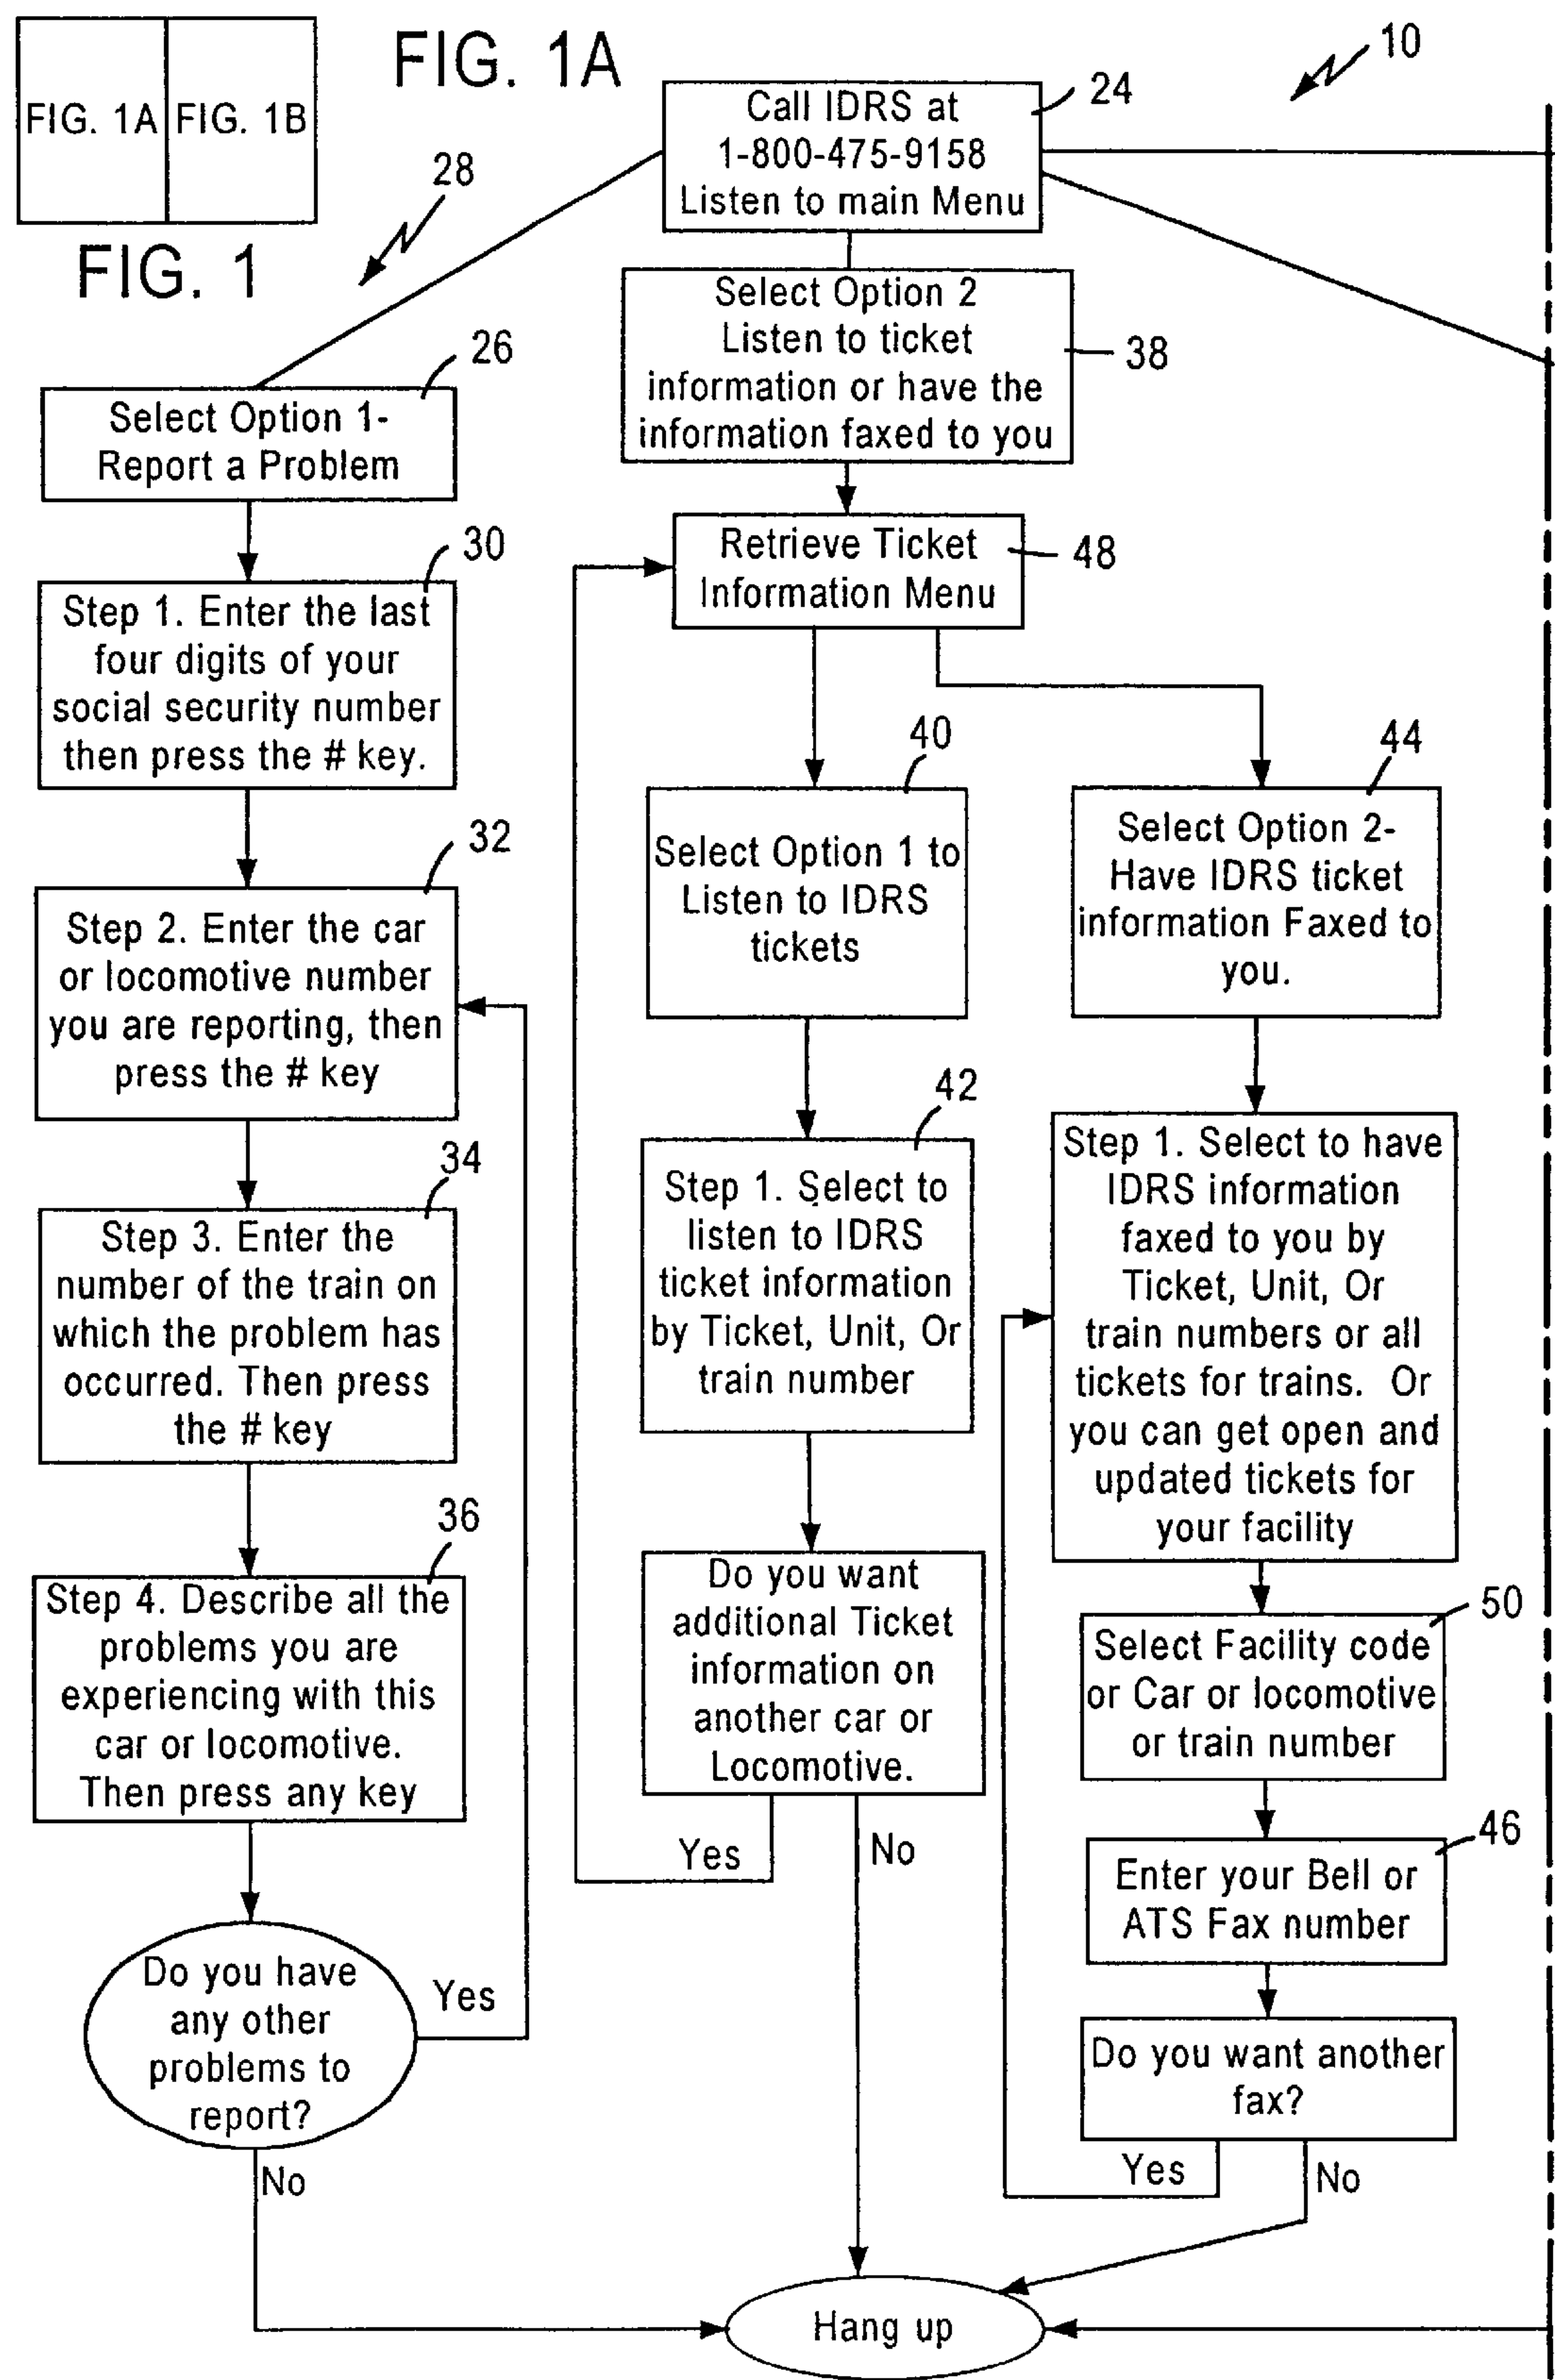 FIG. 1A
FIG. 1B
FIG. 1
FIG. 1A
10
Call IDRS at
1-800-475-9158
Listen to main Menu
24
28
Select Option 1-
Report a Problem
26
Step 1. Enter the last
four digits of your
social security number
then press the # key.
30
Step 2. Enter the car
or locomotive number
you are reporting, then
press the # key
32
Step 3. Enter the
number of the train on
which the problem has
occurred. Then press
the # key
34
Step 4. Describe all the
problems you are
experiencing with this
car or locomotive.
Then press any key
36
Do you have
any other
problems to
report?
Yes
No
Select Option 2
Listen to ticket
information or have the
information faxed to you
38
Retrieve Ticket
Information Menu
48
Select Option 1 to
Listen to IDRS
tickets
40
Step 1. Select to
listen to IDRS
ticket information
by Ticket, Unit, Or
train number
42
Do you want
additional Ticket
information on
another car or
Locomotive.
Yes
No
Select Option 2-
Have IDRS ticket
information Faxed to
you.
44
Step 1. Select to have
IDRS information
faxed to you by
Ticket, Unit, Or
train numbers or all
tickets for trains. Or
you can get open and
updated tickets for
your facility
Select Facility code
or Car or locomotive
or train number
50
Enter your Bell or
ATS Fax number
46
Do you want another
fax?
Yes
No
Hang up